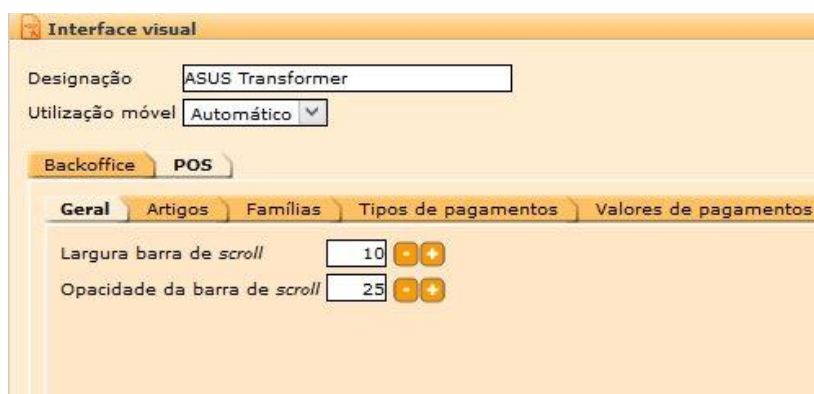 Interface visual
Designação ASUS Transformer
Utilização móvel Automático
Backoffice POS
Geral Artigos Famílias Tipos de pagamentos Valores de pagamentos
Largura barra de scroll 10 - +
Opacidade da barra de scroll 25 - +